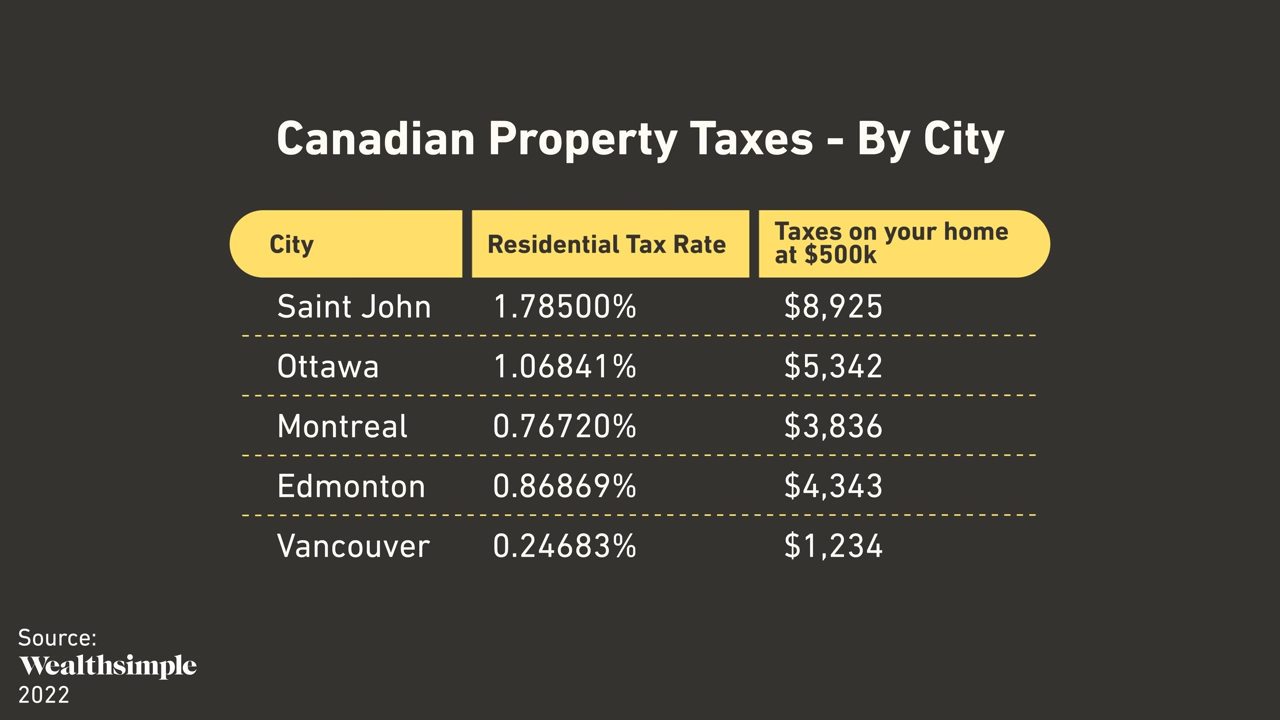 Canadian Property Taxes - By City
City Residential Tax Rate Taxes on your home
at $500k
Saint John 1.78500% $8,925
Ottawa 1.06841% $5,342
Montreal 0.76720% $3,836
Edmonton 0.86869% $4,343
Vancouver 0.24683% $1,234
Source:
Wealthsimple
2022